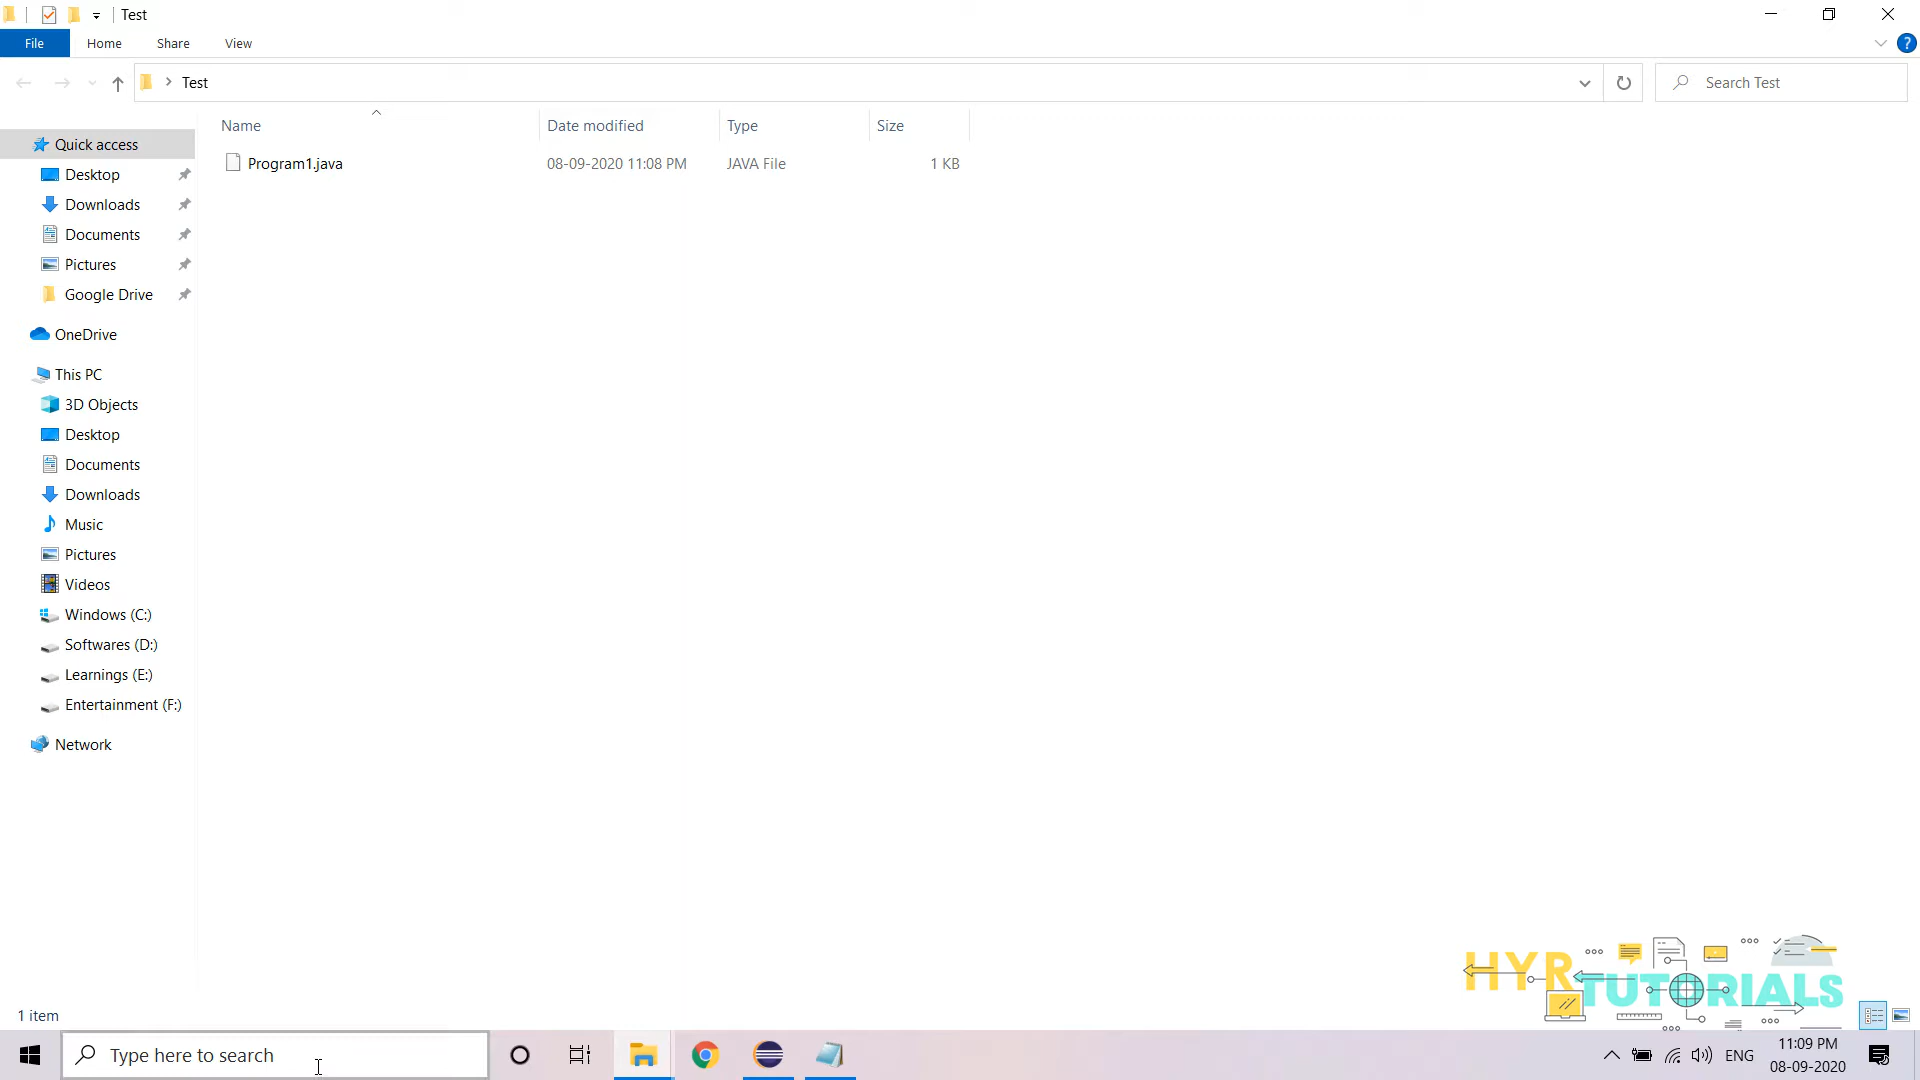 Test
File
Home
Share
View
Test
Search Test
Name
Date modified
Type
Size
Program1.java
08-09-2020 11:08 PM
JAVA File
1 KB
Quick access
Desktop
Downloads
Documents
Pictures
Google Drive
OneDrive
This PC
3D Objects
Desktop
Documents
Downloads
Music
Pictures
Videos
Windows (C:)
Softwares (D:)
Learnings (E:)
Entertainment (F:)
Network
HYR
TUTORIALS
1 item
Type here to search
ENG
11:09 PM
08-09-2020